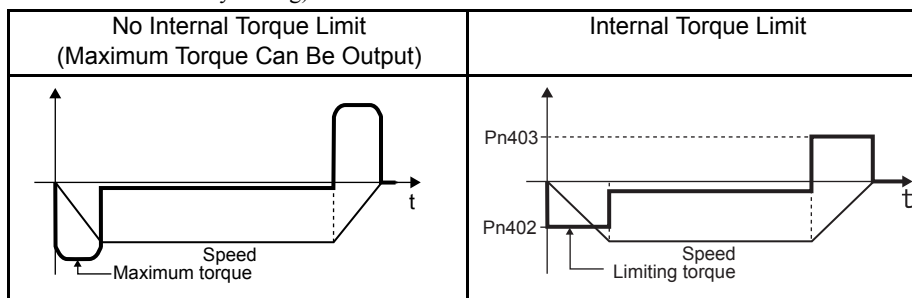 No Internal Torque Limit
(Maximum Torque Can Be Output)
Internal Torque Limit
t
Speed
Maximum torque
Pn403
Pn402
t
Speed
Limiting torque